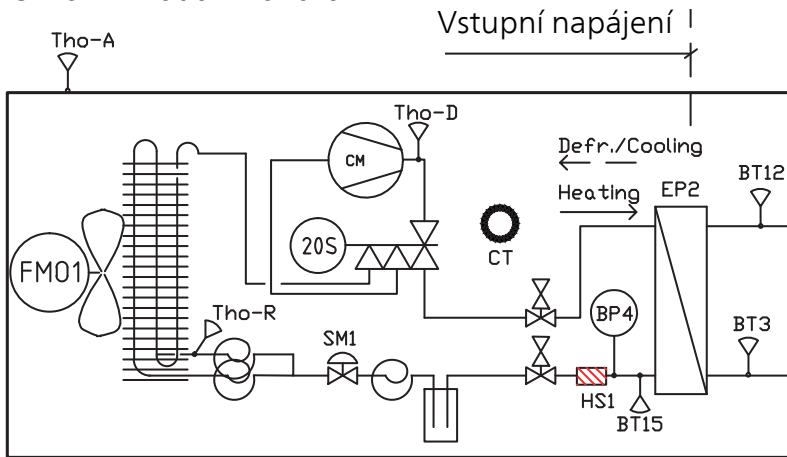 Vstupní napájení
Tho-A
Tho-D
CM
Defr./Cooling
Heating
EP2
BT12
20S
CT
FM01
Tho-R
SM1
BP4
BT3
HS1
BT15